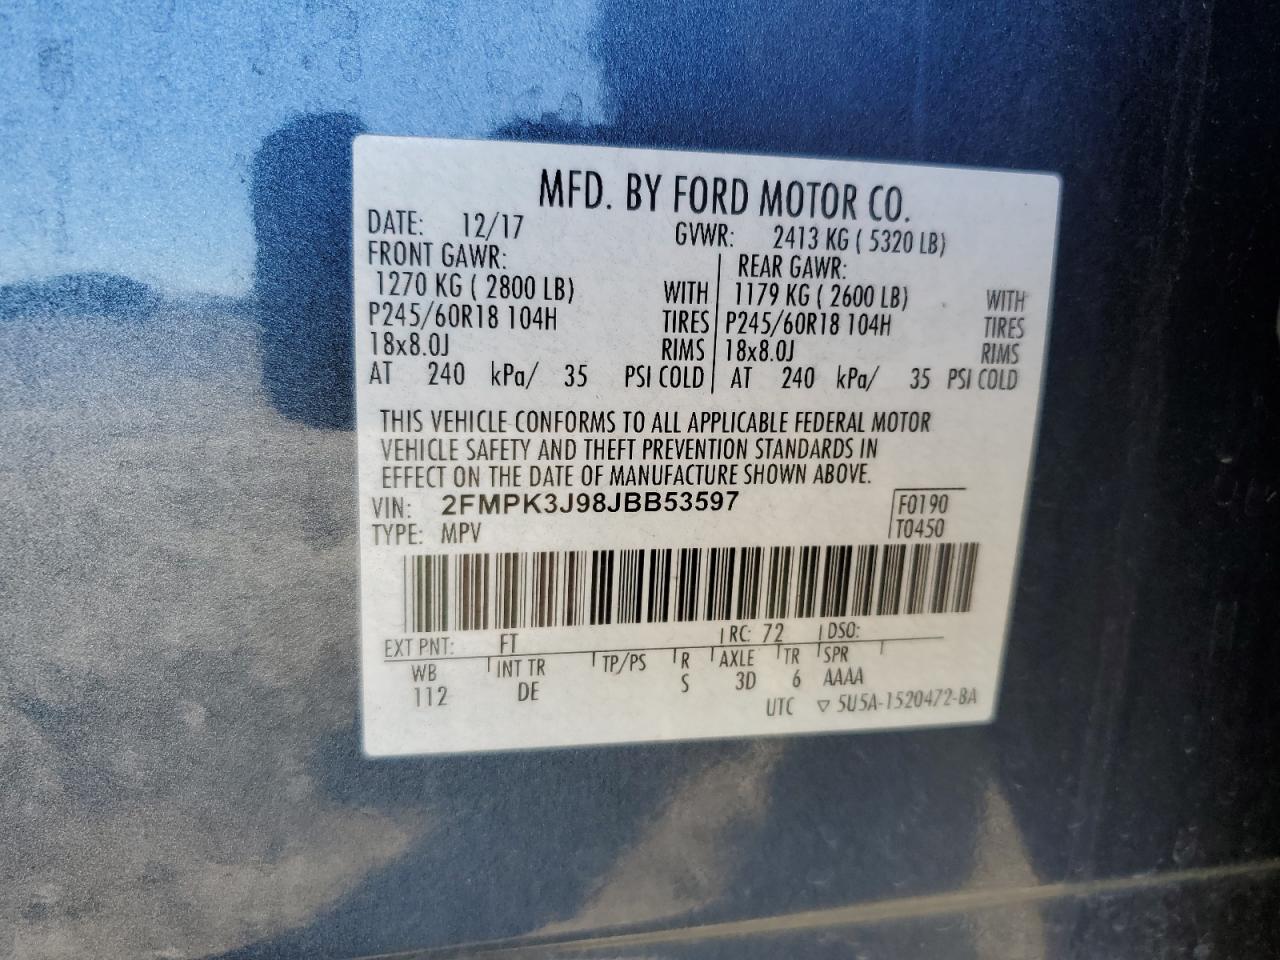 MFD. BY FORD MOTOR CO.
DATE: 12/17 GVWR: 2413 KG ( 5320 LB)
FRONT GAWR: REAR GAWR:
1270 KG ( 2800 LB) WITH 1179 KG ( 2600 LB) WITH
P245/60R18 104H TIRES P245/60R18 104H TIRES
18x8.0J RIMS 18x8.0J RIMS
AT 240 kPa/ 35 PSI COLD AT 240 kPa/ 35 PSI COLD
THIS VEHICLE CONFORMS TO ALL APPLICABLE FEDERAL MOTOR
VEHICLE SAFETY AND THEFT PREVENTION STANDARDS IN
EFFECT ON THE DATE OF MANUFACTURE SHOWN ABOVE.
VIN: 2FMPK3J98JBB53597 F0190
TYPE: MPV T0450
EXT PNT: FT RC: 72 DSO:
WB INT TR TP/PS R AXLE TR SPR
112 DE S 3D 6 AAAA
UTC ▽ 5U5A-1520472-BA